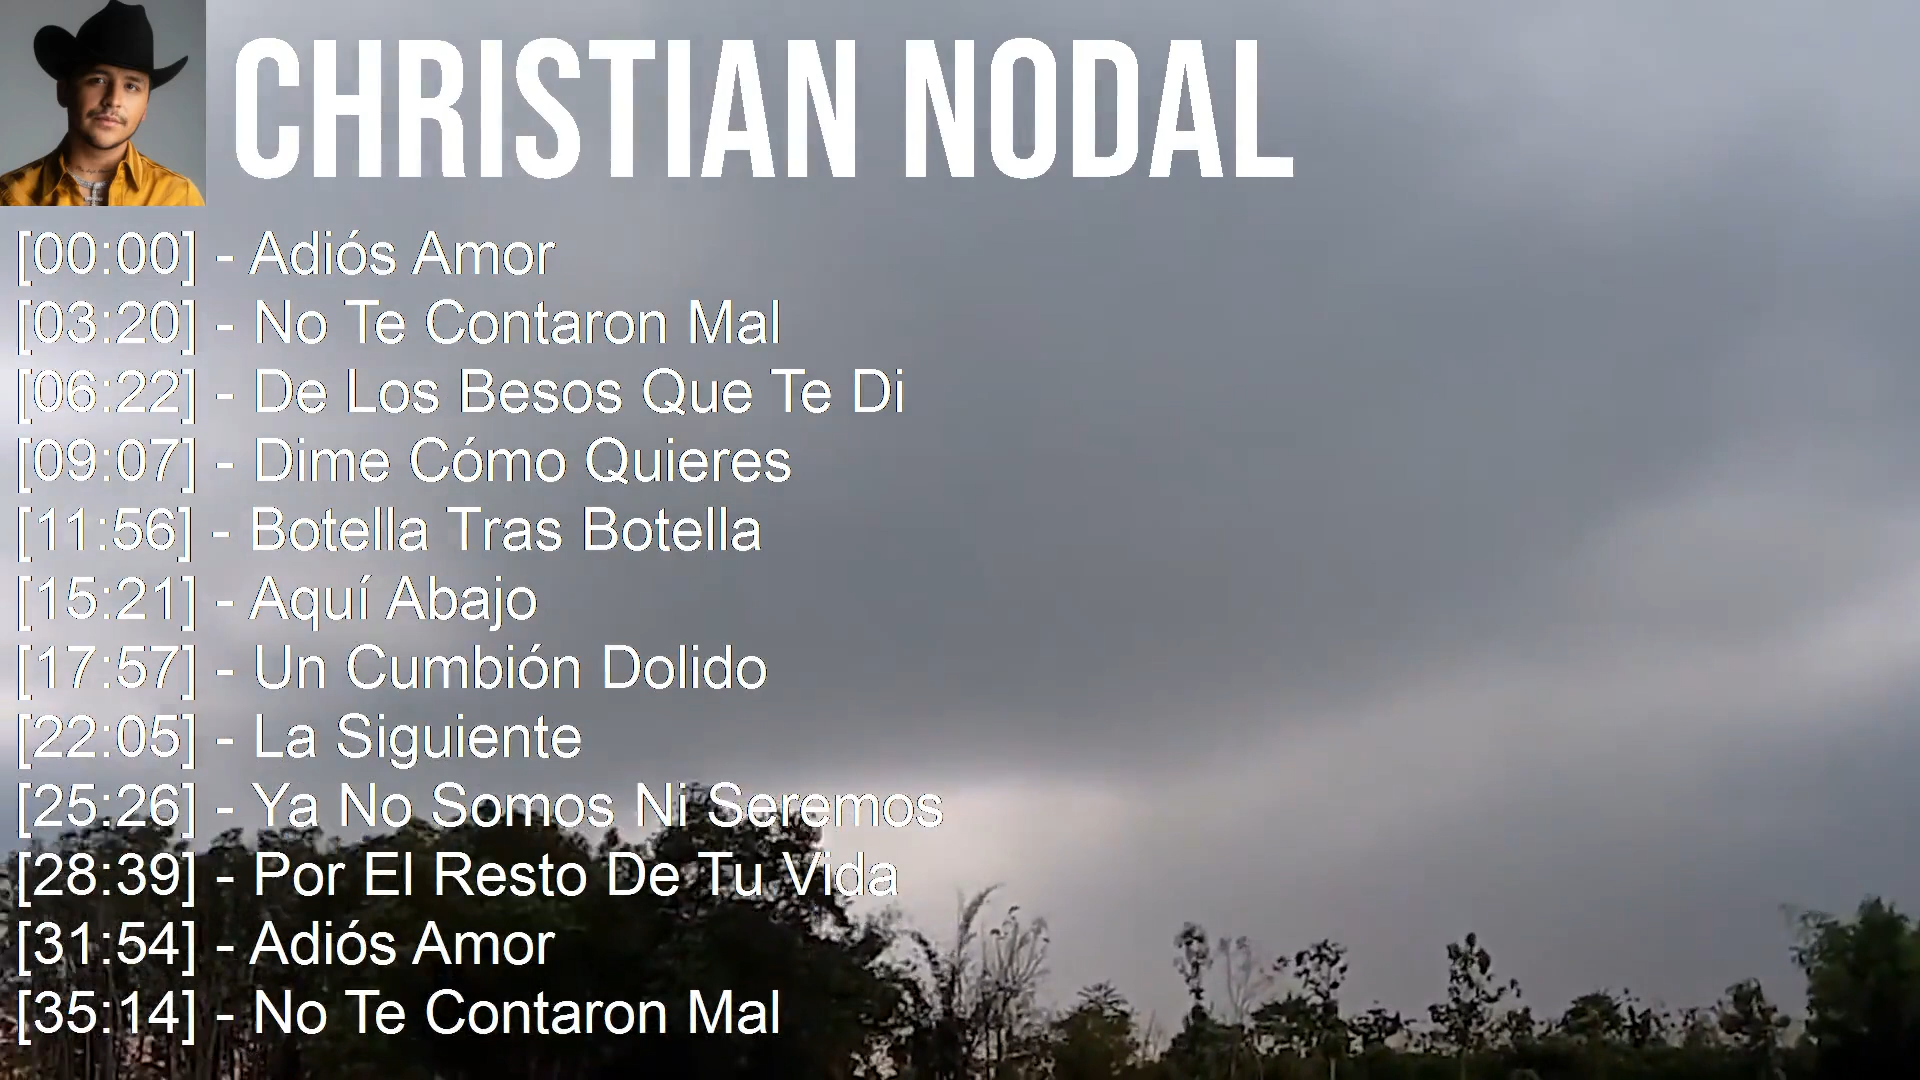 CHRISTIAN NODAL
[00:00] - Adiós Amor
[03:20] - No Te Contaron Mal
[06:22] - De Los Besos Que Te Di
[09:07] - Dime Cómo Quieres
[11:56] - Botella Tras Botella
[15:21] - Aquí Abajo
[17:57] - Un Cumbión Dolido
[22:05] - La Siguiente
[25:26] - Ya No Somos Ni Seremos
[28:39] - Por El Resto De Tu Vida
[31:54] - Adiós Amor
[35:14] - No Te Contaron Mal